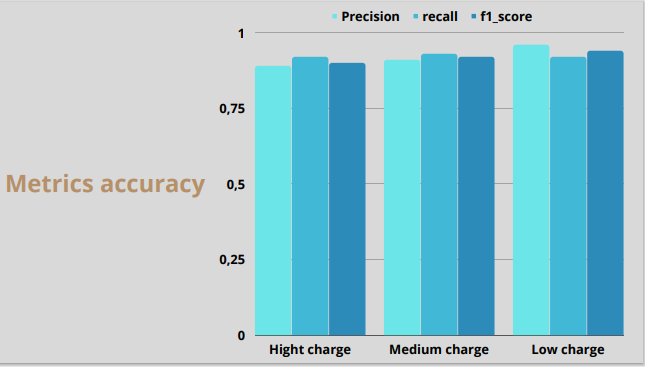 Precision recall f1_score
1
0,75
Metrics accuracy
0,5
0,25
0
Hight charge Medium charge Low charge